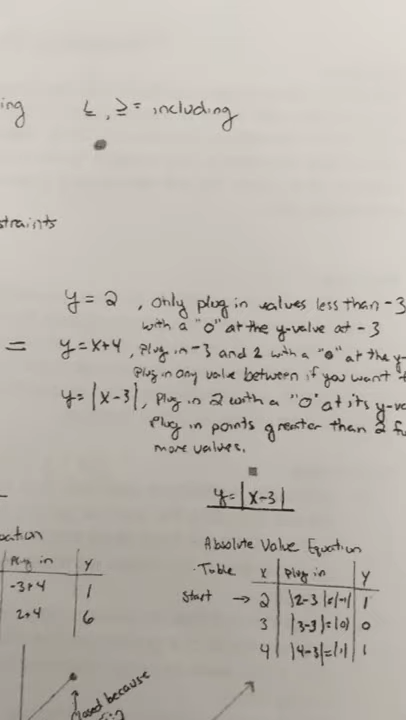 ing ≤, ≥ = including
straints
y = 2, only plug in values less than -3
with a "o" at the y-value at -3
= y = x+4, Plug in -3 and 2 with a "●" at the y-
Plug in any value between if you want
y = |x-3|, Plug in 2 with a "O" at its y-va
Plug in points greater than 2 f
more values.
y = |x-3|
Absolute Value Equation
uation
Plug in y
-3+4 1
2+4 6
Table x Plug in y
Start → 2 |2-3|=|-1| 1
3 |3-3|=|0| 0
4 |4-3|=|1| 1
losed because